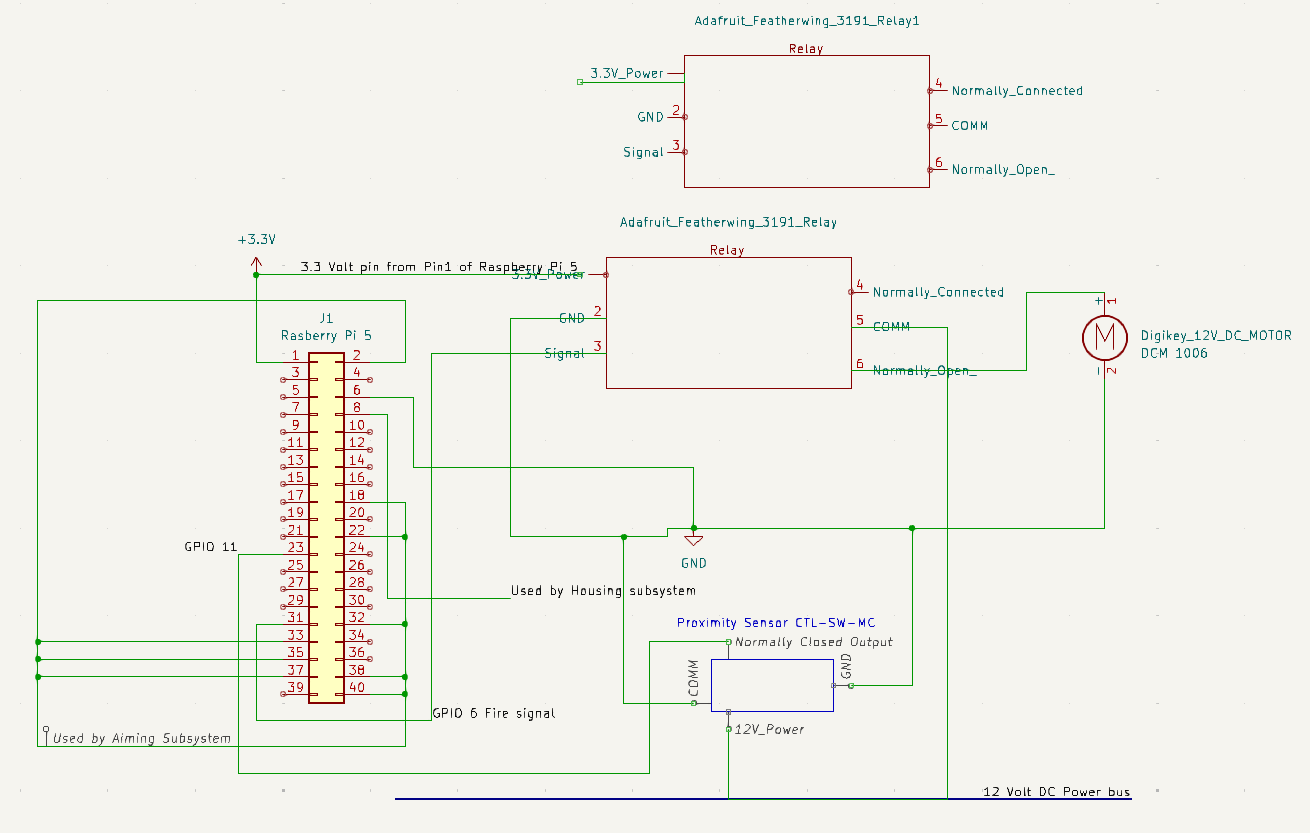 Adafruit_Featherwing_3191_Relay1
Relay
3.3V_Power
4 Normally_Connected
GND 2
5 COMM
Signal 3
6 Normally_Open_
Adafruit_Featherwing_3191_Relay
+3.3V
Relay
3.3 Volt pin from Pin1 of Raspberry Pi 5
3.3V_Power
4 Normally_Connected
+ 1
GND 2
J1
5 COMM
Rasberry Pi 5
Digikey_12V_DC_MOTOR
M
DCM 1006
Signal 3
6 Normally_Open_
- 2
1 2
3 4
5 6
7 8
9 10
11 12
13 14
15 16
17 18
19 20
21 22
GPIO 11
23 24
25 26
27 28
29 30
31 32
33 34
35 36
37 38
39 40
GND
Used by Housing subsystem
Proximity Sensor CTL-SW-MC
Normally Closed Output
COMM
GND
GPIO 6 Fire signal
12V_Power
Used by Aiming Subsystem
12 Volt DC Power bus